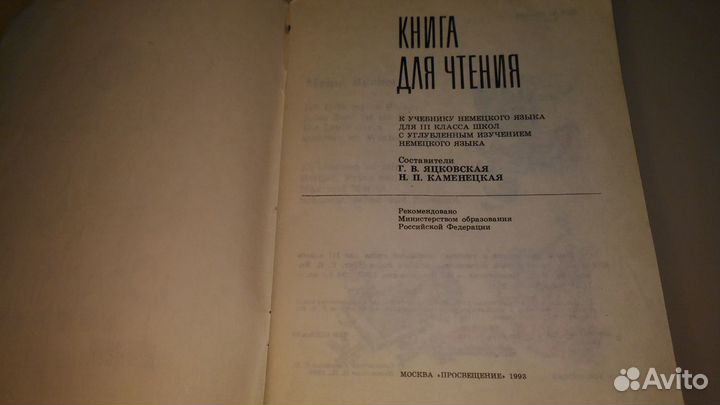 КНИГА
ДЛЯ ЧТЕНИЯ
К УЧЕБНИКУ НЕМЕЦКОГО ЯЗЫКА
ДЛЯ III КЛАССА ШКОЛ
С УГЛУБЛЕННЫМ ИЗУЧЕНИЕМ
НЕМЕЦКОГО ЯЗЫКА
Составители
Г. В. ЯЦКОВСКАЯ
Н. П. КАМЕНЕЦКАЯ
Рекомендовано
Министерством образования
Российской Федерации
МОСКВА «ПРОСВЕЩЕНИЕ» 1993
Avito